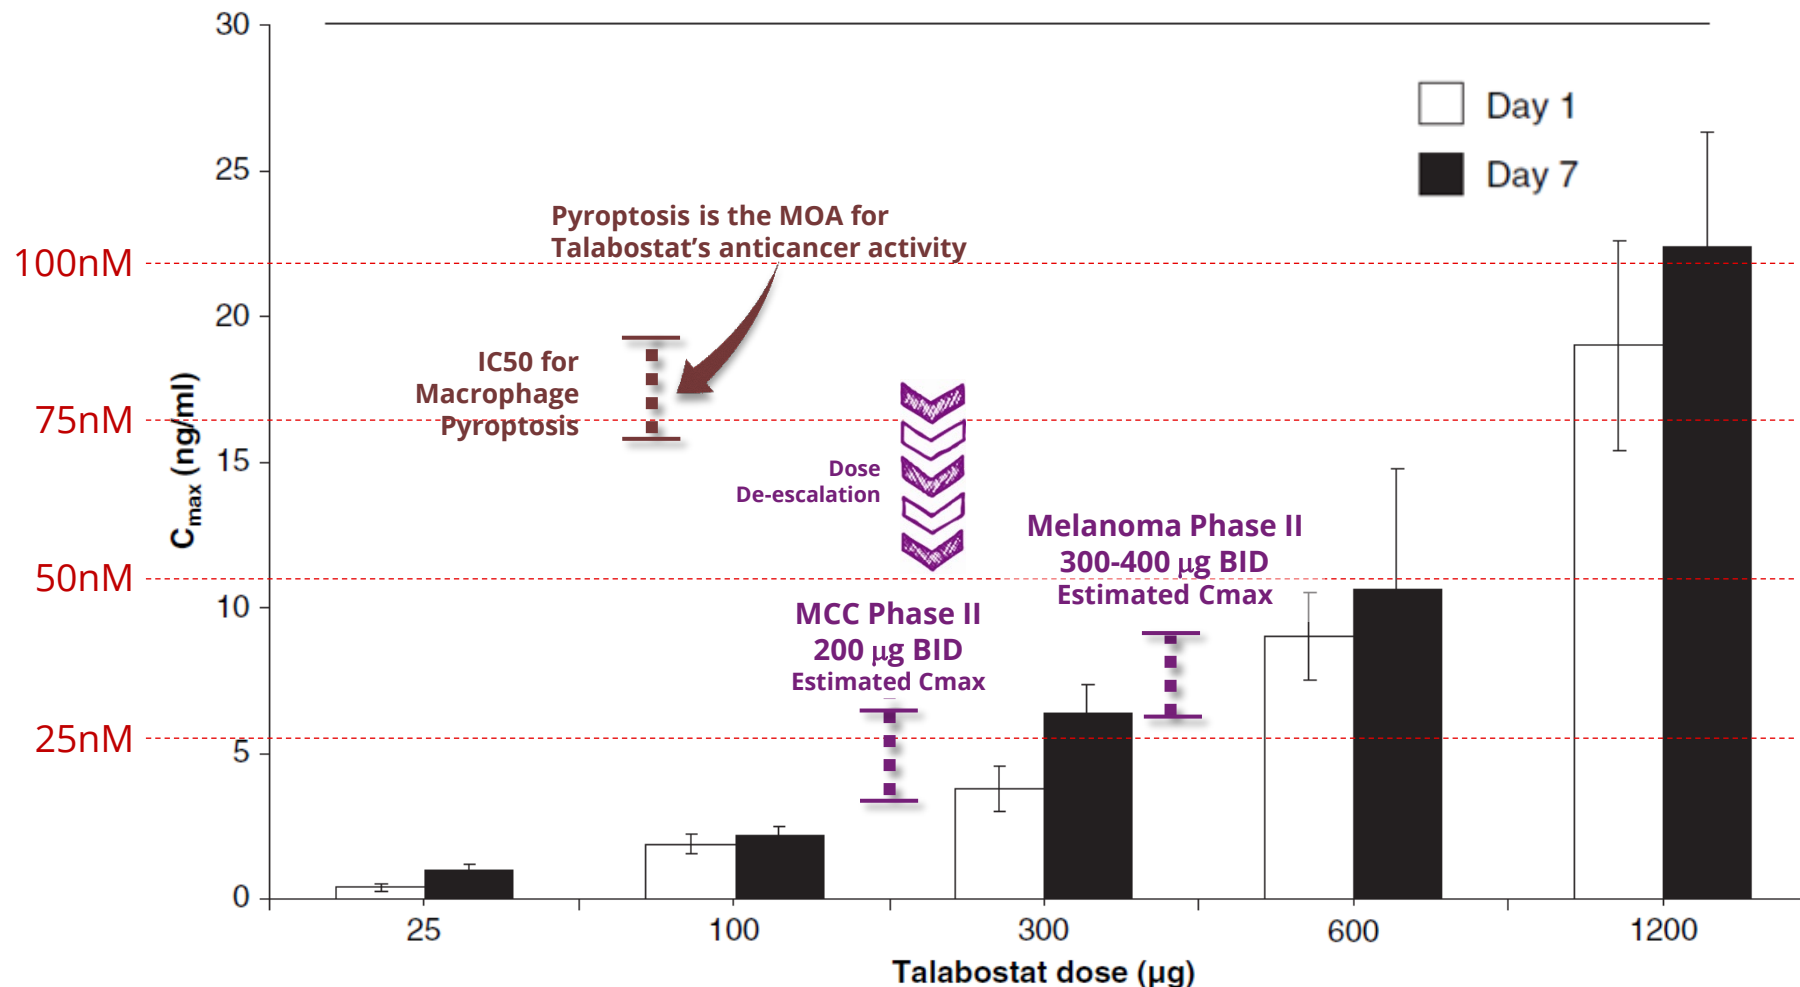 30
25
20
15
10
5
0
100nM
75nM
50nM
25nM
Cmax (ng/ml)
Day 1
Day 7
Pyroptosis is the MOA for
Talabostat’s anticancer activity
IC50 for
Macrophage
Pyroptosis
Dose
De-escalation
Melanoma Phase II
300-400 μg BID
Estimated Cmax
MCC Phase II
200 μg BID
Estimated Cmax
25
100
300
600
1200
Talabostat dose (μg)